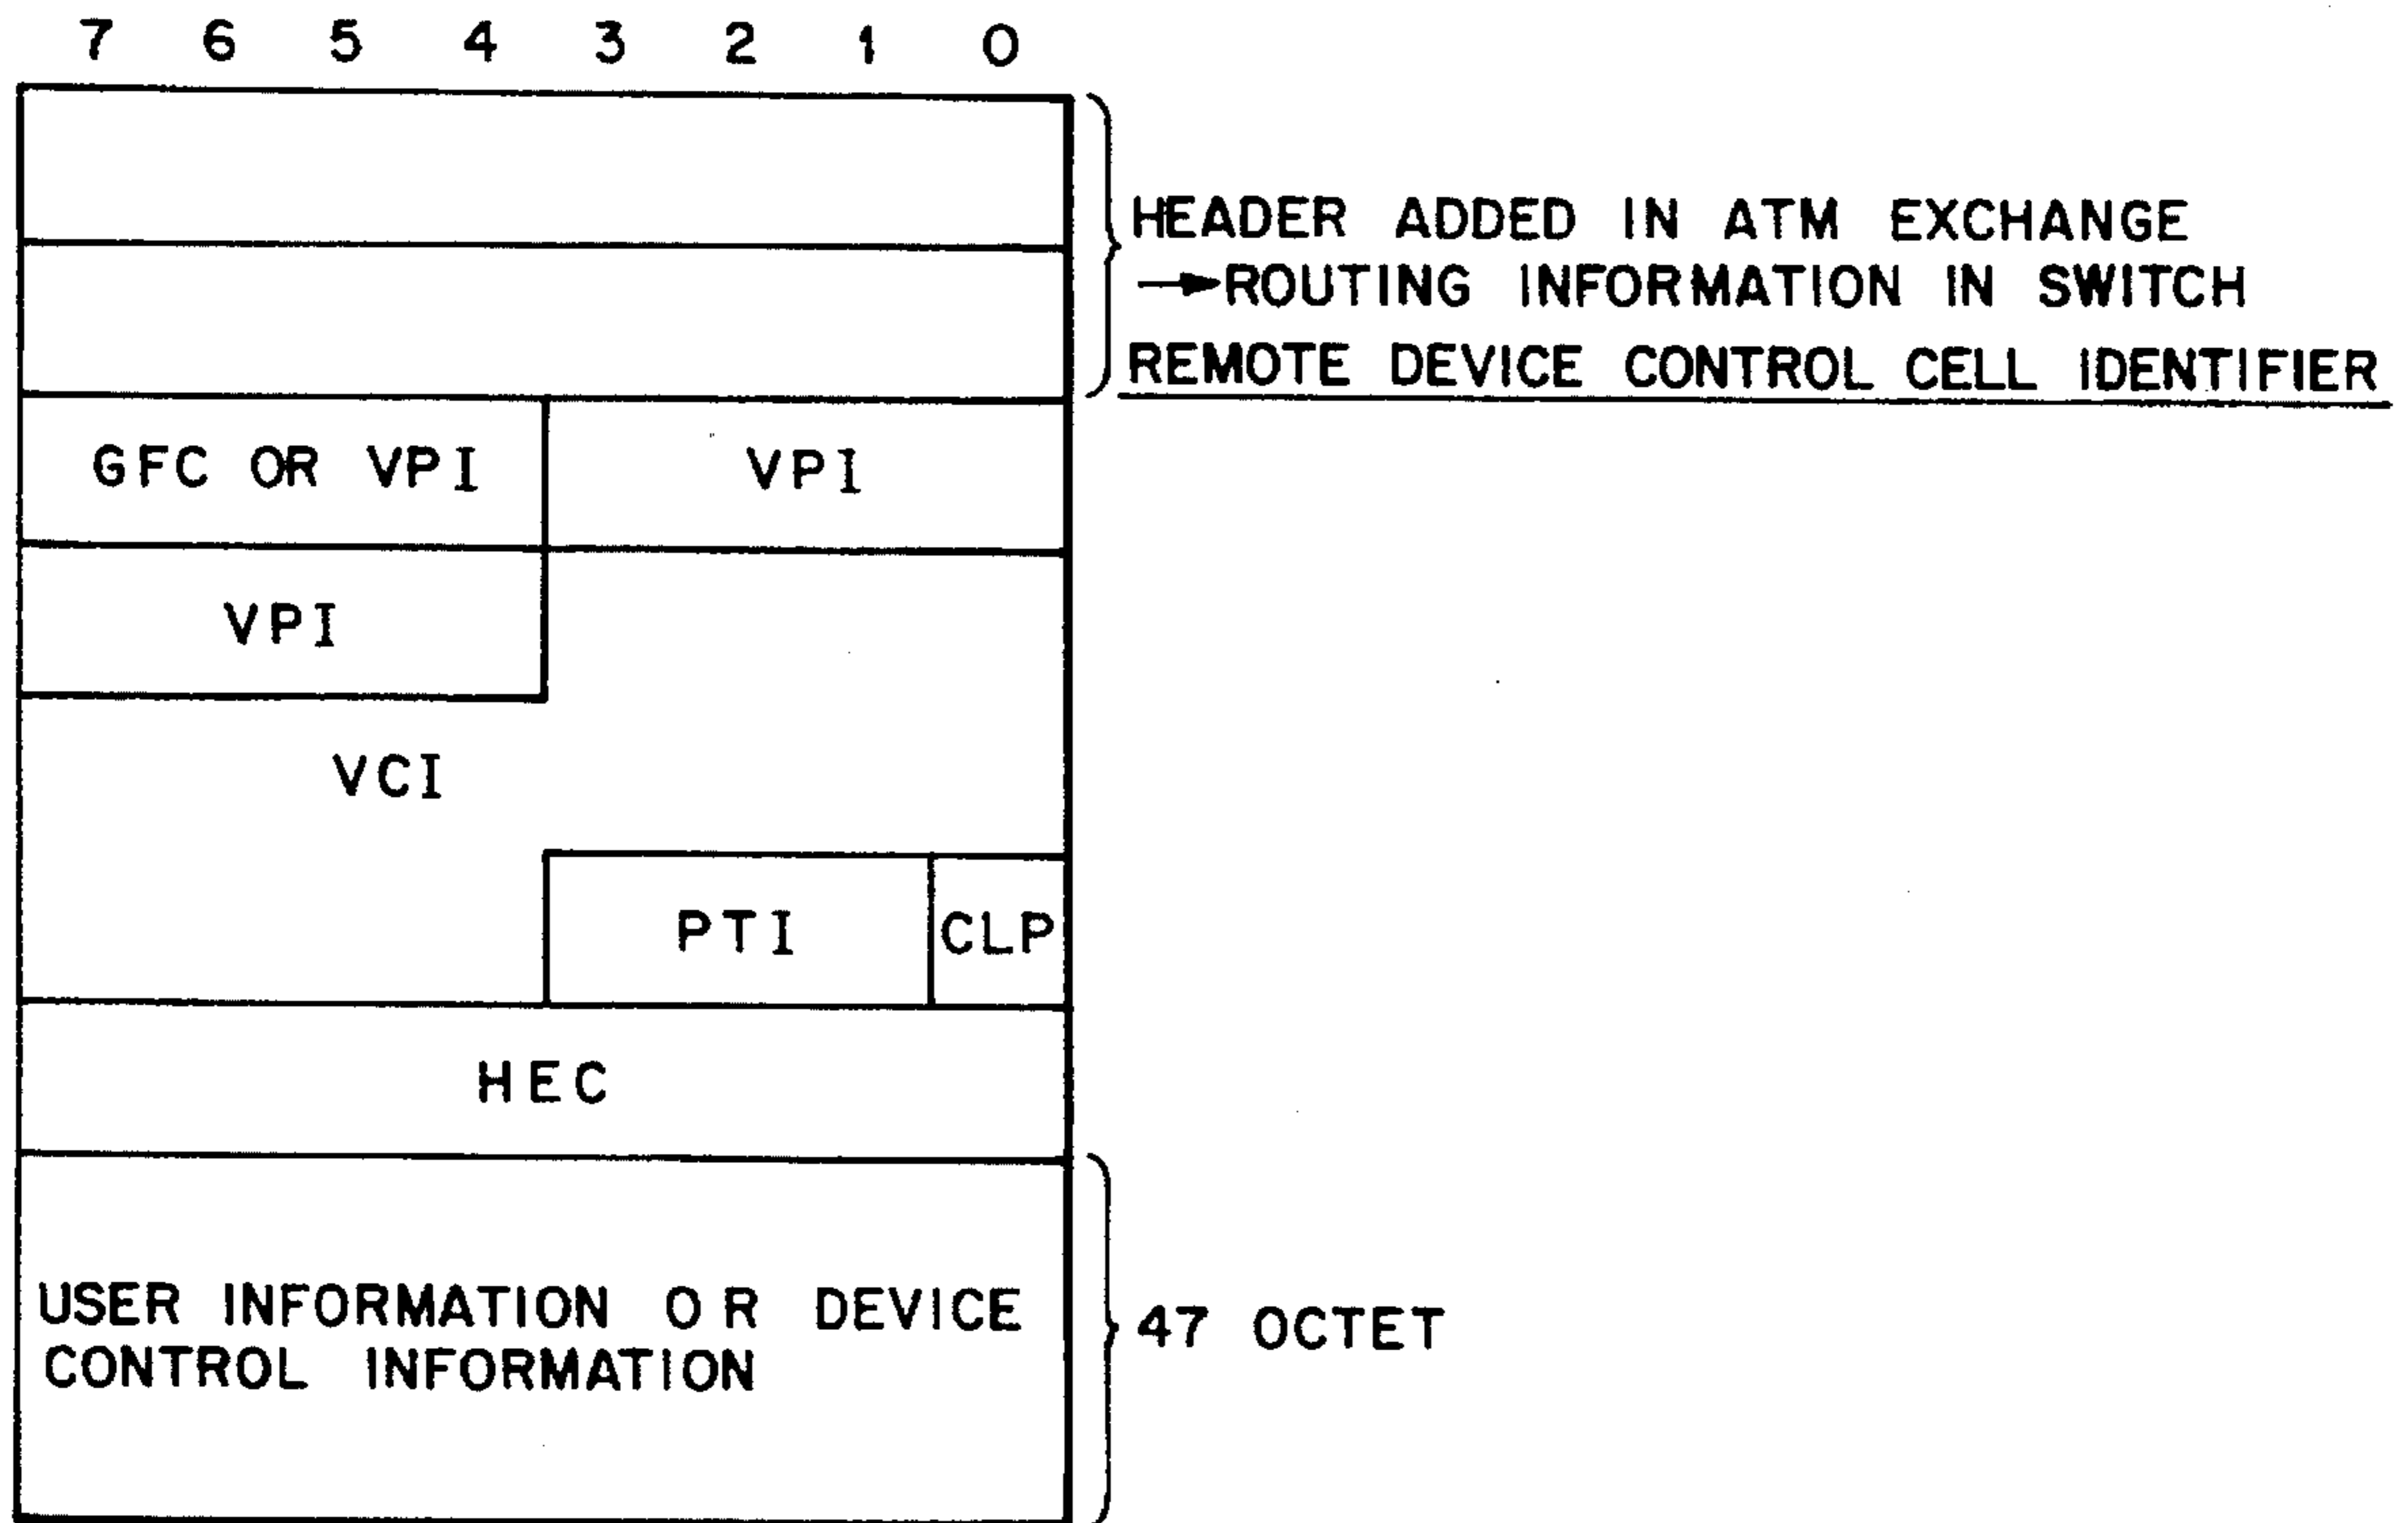 7 6 5 4 3 2 1 0
HEADER ADDED IN ATM EXCHANGE
→ROUTING INFORMATION IN SWITCH
REMOTE DEVICE CONTROL CELL IDENTIFIER
GFC OR VPI VPI
VPI
VCI
PTI CLP
HEC
USER INFORMATION OR DEVICE
CONTROL INFORMATION
47 OCTET